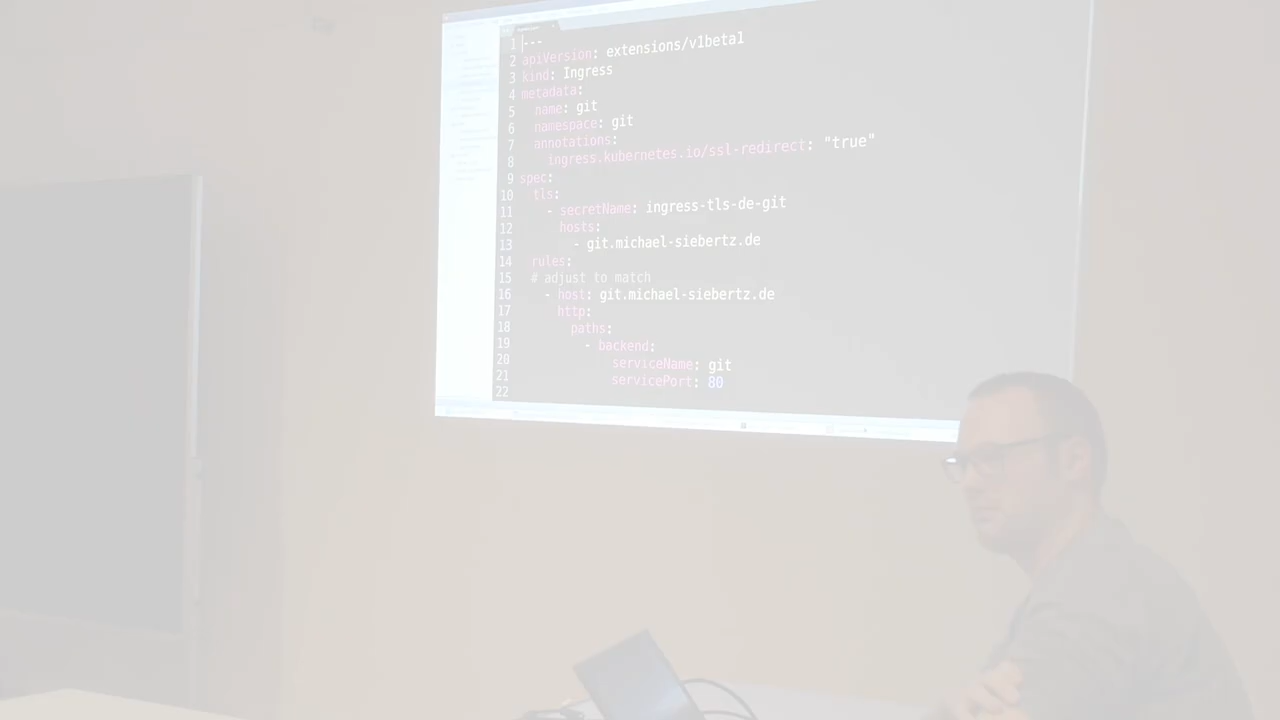 1 ---
2 apiVersion: extensions/v1beta1
3 kind: Ingress
4 metadata:
5   name: git
6   namespace: git
7   annotations:
8     ingress.kubernetes.io/ssl-redirect: "true"
9 spec:
10   tls:
11     - secretName: ingress-tls-de-git
12       hosts:
13         - git.michael-siebertz.de
14   rules:
15   # adjust to match
16     - host: git.michael-siebertz.de
17       http:
18         paths:
19           - backend:
20               serviceName: git
21               servicePort: 80
22